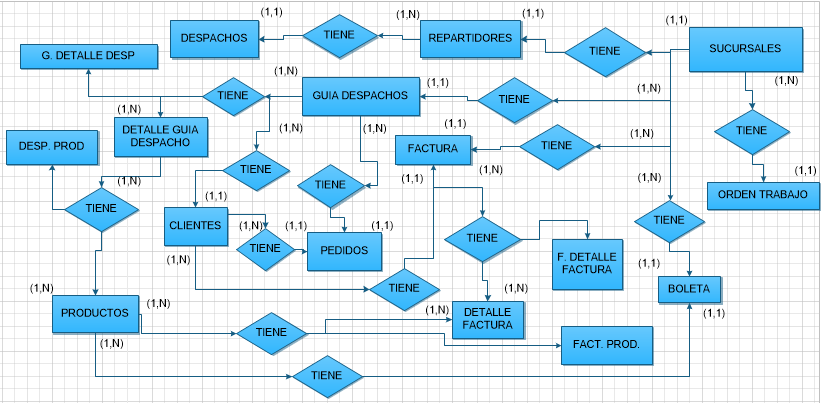 (1,1)
(1,N)
(1,1)
(1,1)
DESPACHOS
TIENE
REPARTIDORES
TIENE
SUCURSALES
G. DETALLE DESP
(1,N)
(1,1)
(1,N)
(1,N)
TIENE
GUIA DESPACHOS
TIENE
(1,N)
DETALLE GUIA
DESPACHO
(1,N)
(1,N)
(1,1)
(1,N)
TIENE
DESP. PROD
FACTURA
TIENE
TIENE
(1,N)
(1,1)
(1,N)
(1,N)
(1,1)
TIENE
TIENE
(1,1)
ORDEN TRABAJO
TIENE
CLIENTES
(1,N)
(1,1)
(1,1)
TIENE
TIENE
TIENE
PEDIDOS
(1,N)
F. DETALLE
FACTURA
(1,1)
(1,N)
TIENE
(1,N)
BOLETA
PRODUCTOS
(1,N)
(1,N)
DETALLE
FACTURA
(1,1)
TIENE
(1,N)
FACT. PROD.
TIENE